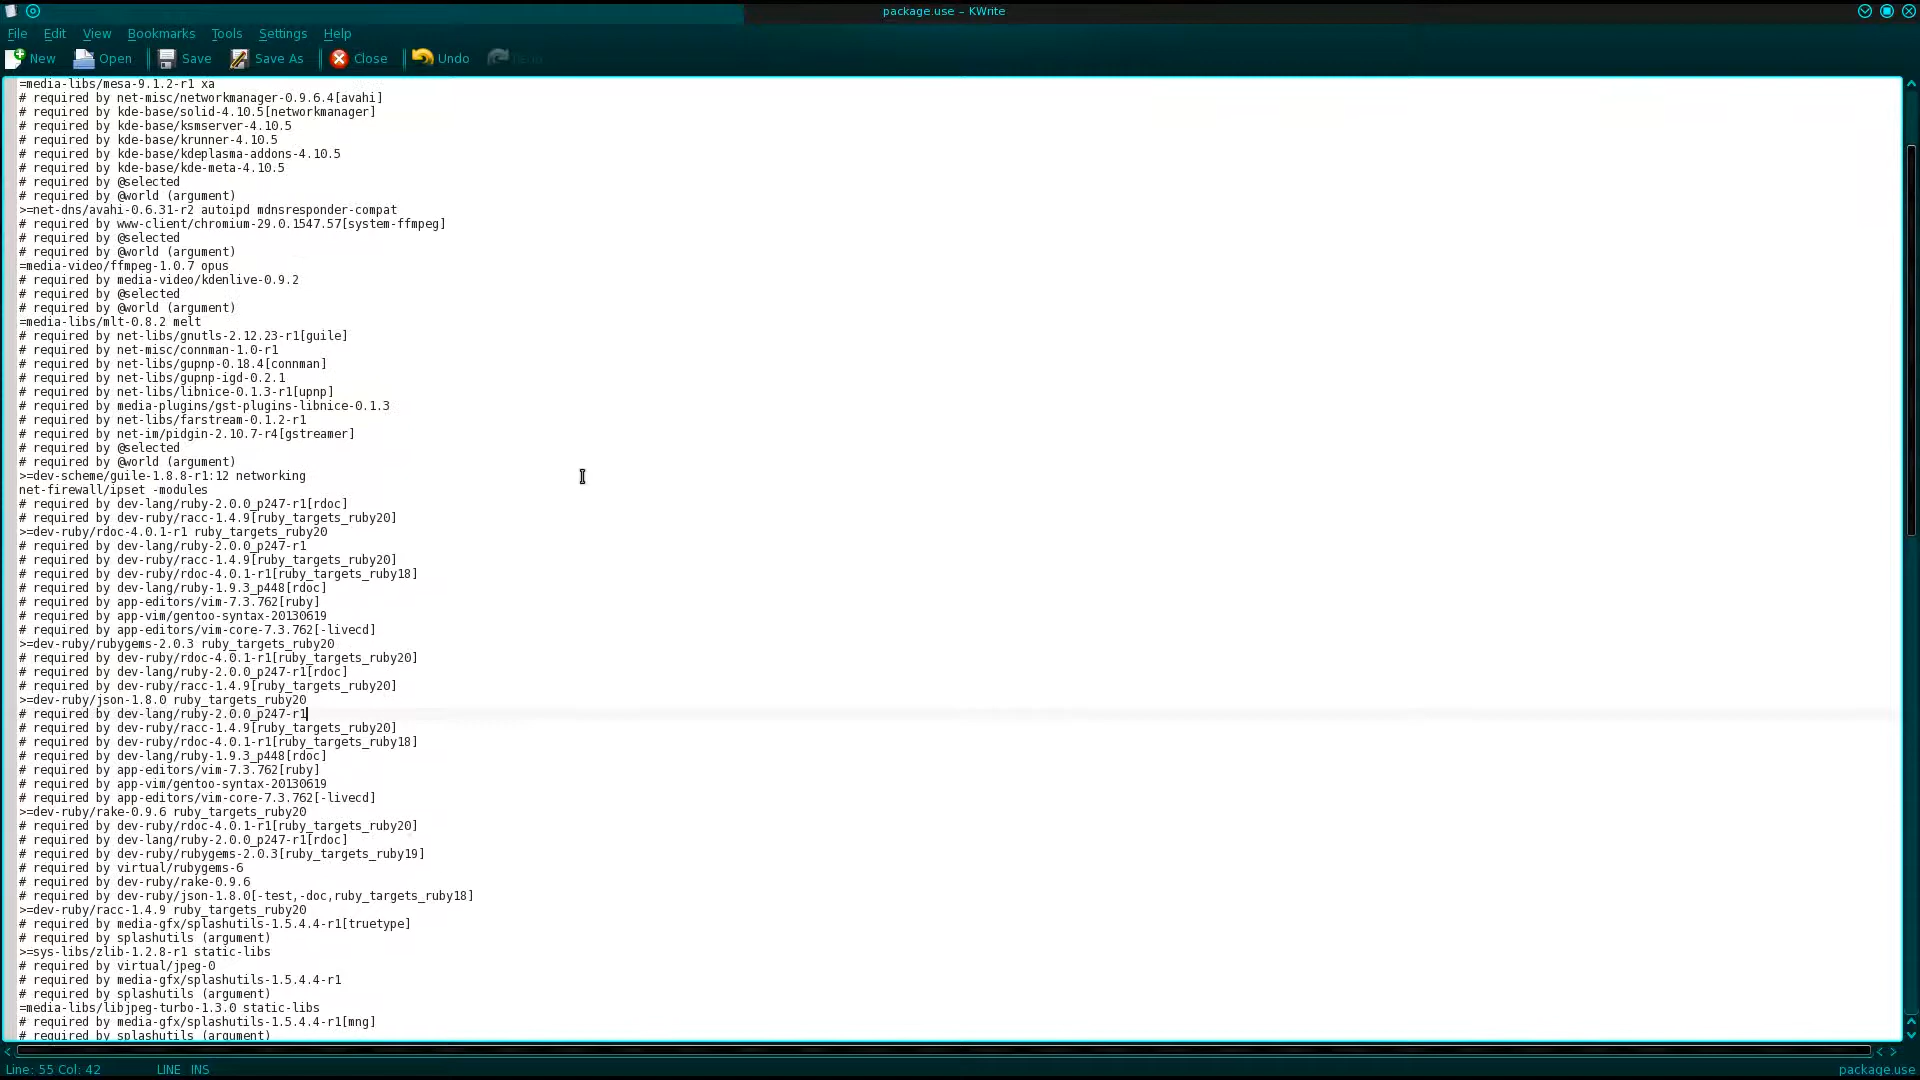 package.use – KWrite
File Edit View Bookmarks Tools Settings Help
New Open Save Save As Close Undo
=media-libs/mesa-9.1.2-r1 xa
# required by net-misc/networkmanager-0.9.6.4[avahi]
# required by kde-base/solid-4.10.5[networkmanager]
# required by kde-base/ksmserver-4.10.5
# required by kde-base/krunner-4.10.5
# required by kde-base/kdeplasma-addons-4.10.5
# required by kde-base/kde-meta-4.10.5
# required by @selected
# required by @world (argument)
>=net-dns/avahi-0.6.31-r2 autoipd mdnsresponder-compat
# required by www-client/chromium-29.0.1547.57[system-ffmpeg]
# required by @selected
# required by @world (argument)
=media-video/ffmpeg-1.0.7 opus
# required by media-video/kdenlive-0.9.2
# required by @selected
# required by @world (argument)
=media-libs/mlt-0.8.2 melt
# required by net-libs/gnutls-2.12.23-r1[guile]
# required by net-misc/connman-1.0-r1
# required by net-libs/gupnp-0.18.4[connman]
# required by net-libs/gupnp-igd-0.2.1
# required by net-libs/libnice-0.1.3-r1[upnp]
# required by media-plugins/gst-plugins-libnice-0.1.3
# required by net-libs/farstream-0.1.2-r1
# required by net-im/pidgin-2.10.7-r4[gstreamer]
# required by @selected
# required by @world (argument)
>=dev-scheme/guile-1.8.8-r1:12 networking
net-firewall/ipset -modules
# required by dev-lang/ruby-2.0.0_p247-r1[rdoc]
# required by dev-ruby/racc-1.4.9[ruby_targets_ruby20]
>=dev-ruby/rdoc-4.0.1-r1 ruby_targets_ruby20
# required by dev-lang/ruby-2.0.0_p247-r1
# required by dev-ruby/racc-1.4.9[ruby_targets_ruby20]
# required by dev-ruby/rdoc-4.0.1-r1[ruby_targets_ruby18]
# required by dev-lang/ruby-1.9.3_p448[rdoc]
# required by app-editors/vim-7.3.762[ruby]
# required by app-vim/gentoo-syntax-20130619
# required by app-editors/vim-core-7.3.762[-livecd]
>=dev-ruby/rubygems-2.0.3 ruby_targets_ruby20
# required by dev-ruby/rdoc-4.0.1-r1[ruby_targets_ruby20]
# required by dev-lang/ruby-2.0.0_p247-r1[rdoc]
# required by dev-ruby/racc-1.4.9[ruby_targets_ruby20]
>=dev-ruby/json-1.8.0 ruby_targets_ruby20
# required by dev-lang/ruby-2.0.0_p247-r1
# required by dev-ruby/racc-1.4.9[ruby_targets_ruby20]
# required by dev-ruby/rdoc-4.0.1-r1[ruby_targets_ruby18]
# required by dev-lang/ruby-1.9.3_p448[rdoc]
# required by app-editors/vim-7.3.762[ruby]
# required by app-vim/gentoo-syntax-20130619
# required by app-editors/vim-core-7.3.762[-livecd]
>=dev-ruby/rake-0.9.6 ruby_targets_ruby20
# required by dev-ruby/rdoc-4.0.1-r1[ruby_targets_ruby20]
# required by dev-lang/ruby-2.0.0_p247-r1[rdoc]
# required by dev-ruby/rubygems-2.0.3[ruby_targets_ruby19]
# required by virtual/rubygems-6
# required by dev-ruby/rake-0.9.6
# required by dev-ruby/json-1.8.0[-test,-doc,ruby_targets_ruby18]
>=dev-ruby/racc-1.4.9 ruby_targets_ruby20
# required by media-gfx/splashutils-1.5.4.4-r1[truetype]
# required by splashutils (argument)
>=sys-libs/zlib-1.2.8-r1 static-libs
# required by virtual/jpeg-0
# required by media-gfx/splashutils-1.5.4.4-r1
# required by splashutils (argument)
=media-libs/libjpeg-turbo-1.3.0 static-libs
# required by media-gfx/splashutils-1.5.4.4-r1[mng]
# required by splashutils (argument)
Line: 55 Col: 42 LINE INS package.use